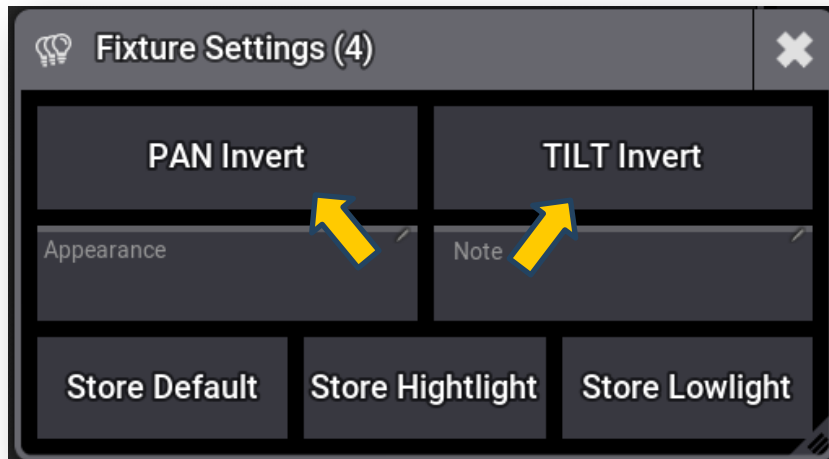 Fixture Settings (4)
PAN Invert
TILT Invert
Appearance
Note
Store Default
Store Hightlight
Store Lowlight